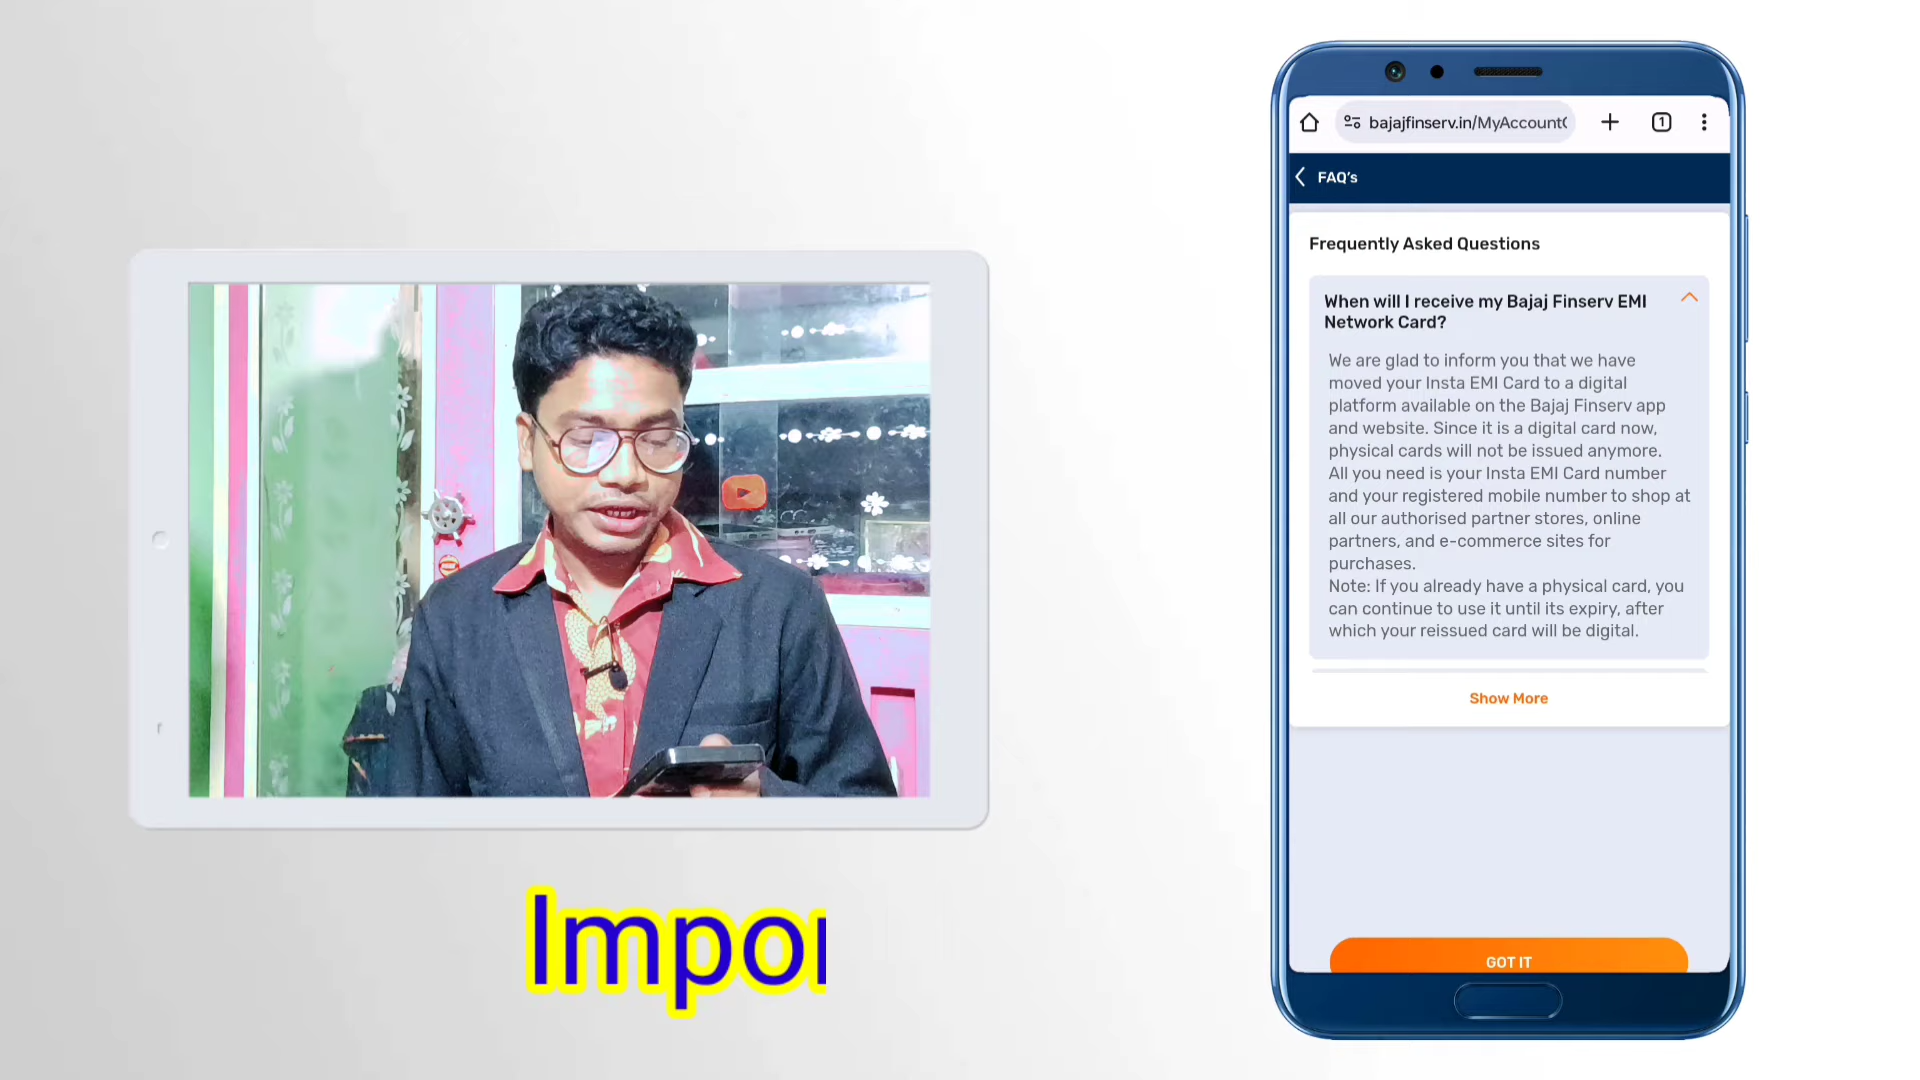 bajajfinserv.in/MyAccount
1
FAQ's
Frequently Asked Questions
When will I receive my Bajaj Finserv EMI
Network Card?
We are glad to inform you that we have
moved your Insta EMI Card to a digital
platform available on the Bajaj Finserv app
and website. Since it is a digital card now,
physical cards will not be issued anymore.
All you need is your Insta EMI Card number
and your registered mobile number to shop at
all our authorised partner stores, online
partners, and e-commerce sites for
purchases.
Note: If you already have a physical card, you
can continue to use it until its expiry, after
which your reissued card will be digital.
Show More
GOT IT
Impor